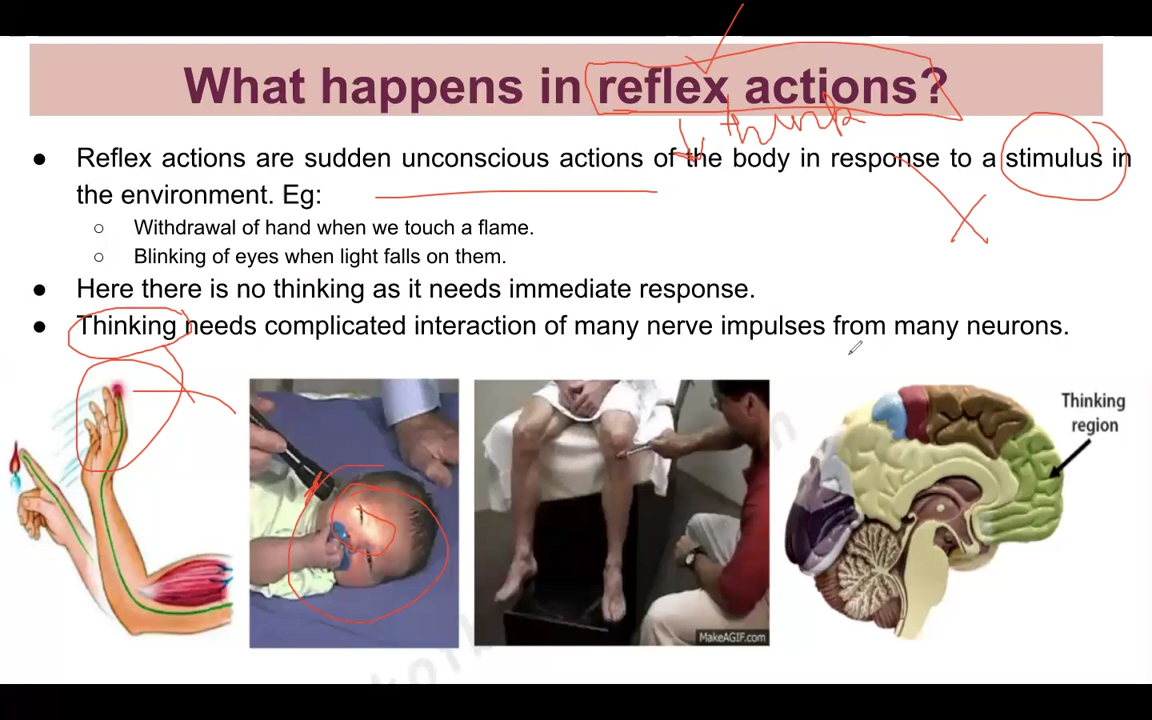 What happens in reflex actions?
think
● Reflex actions are sudden unconscious actions of the body in response to a stimulus in
the environment. Eg:
○ Withdrawal of hand when we touch a flame.
○ Blinking of eyes when light falls on them.
● Here there is no thinking as it needs immediate response.
● Thinking needs complicated interaction of many nerve impulses from many neurons.
Thinking
region
MakeAGIF.com